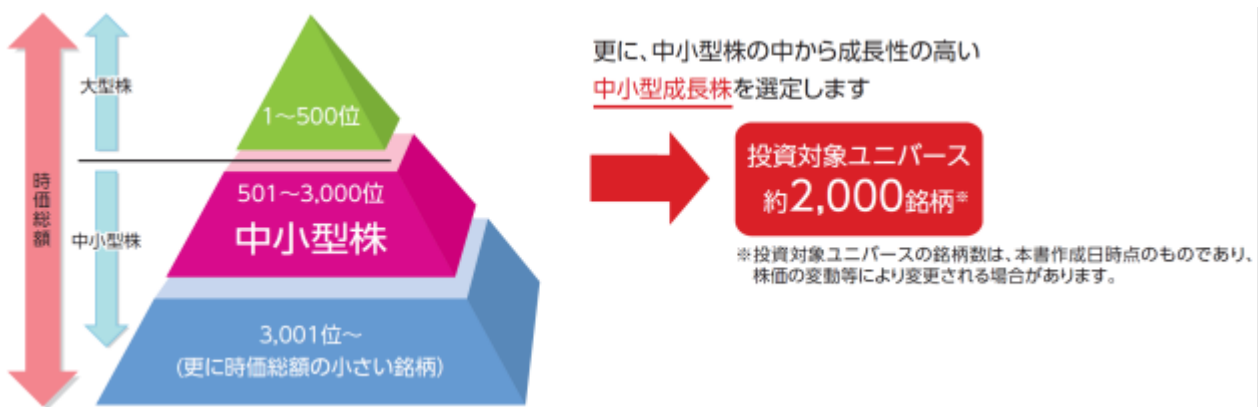 時価総額
大型株
中小型株
1～500位
501～3,000位
中小型株
3,001位～
(更に時価総額の小さい銘柄)
更に、中小型株の中から成長性の高い
中小型成長株を選定します
投資対象ユニバース
約2,000銘柄※
※投資対象ユニバースの銘柄数は、本書作成日時点のものであり、
株価の変動等により変更される場合があります。